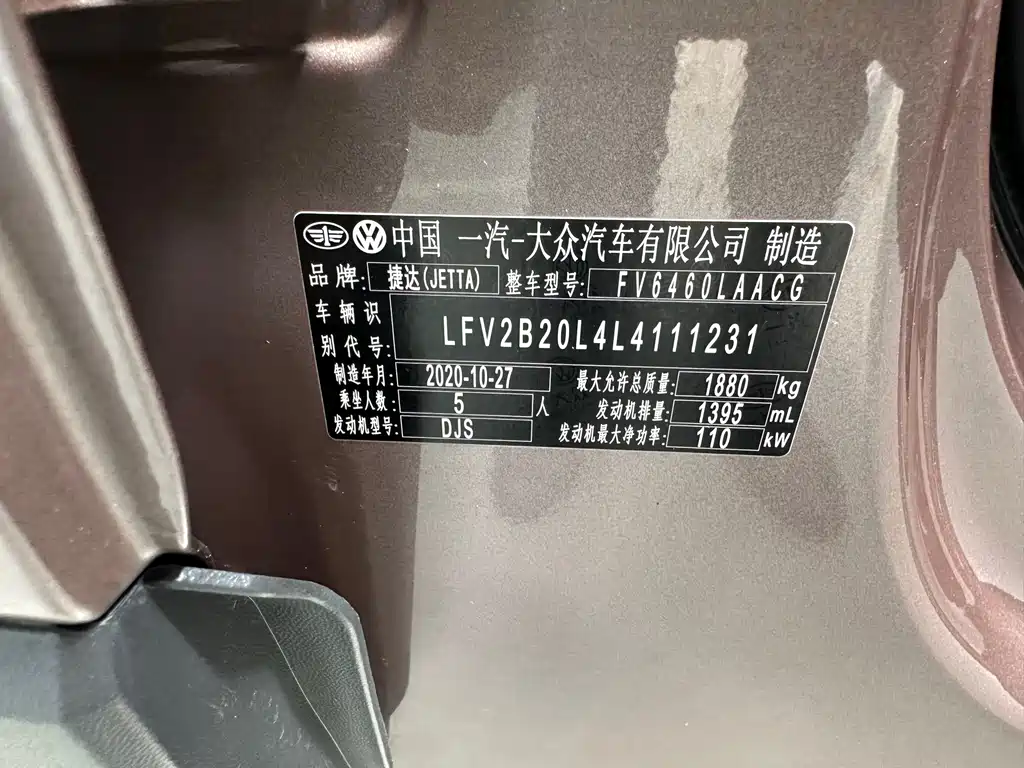 中国 一汽-大众汽车有限公司 制造
品牌: 捷达(JETTA) 整车型号: FV6460LAACG
车辆识别代号: LFV2B20L4L4111231
制造年月: 2020-10-27 最大允许总质量: 1880 kg
乘坐人数: 5 人 发动机排量: 1395 mL
发动机型号: DJS 发动机最大净功率: 110 kW